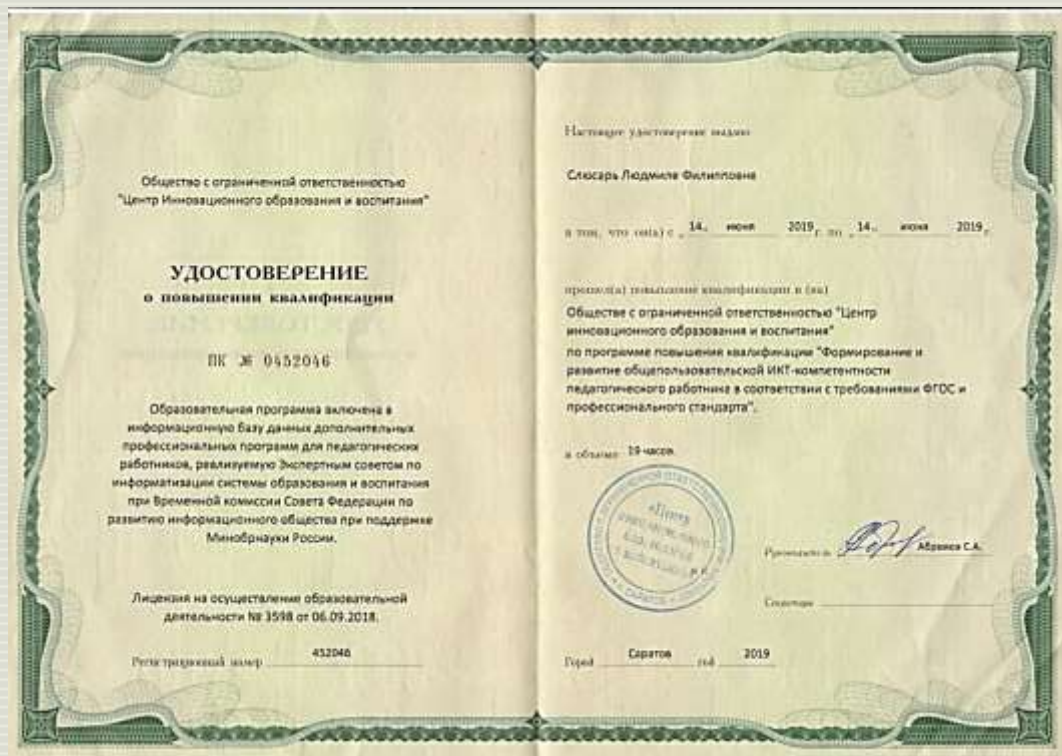 Общество с ограниченной ответственностью
"Центр Инновационного образования и воспитания"
УДОСТОВЕРЕНИЕ
о повышении квалификации
ПК № 0452046
Образовательная программа включена в
информационную базу данных дополнительных
профессиональных программ для педагогических
работников, реализуемую Экспертным советом по
информатизации системы образования и воспитания
при Временной комиссии Совета Федерации по
развитию информационного общества при поддержке
Минобрнауки России.
Лицензия на осуществление образовательной
деятельности № 3598 от 06.09.2018.
Регистрационный номер 452046
Настоящее удостоверение выдано
Слюсарь Людмиле Филипповне
в том, что он(а) с „ 14 „ июня 2019 г. по „ 14 „ июня 2019 г.
прошел(а) повышение квалификации в (на)
Обществе с ограниченной ответственностью "Центр
инновационного образования и воспитания"
по программе повышения квалификации "Формирование и
развитие общепользовательской ИКТ-компетентности
педагогического работника в соответствии с требованиями ФГОС и
профессионального стандарта".
в объёме 19 часов.
«Центр
САРАТОВ
Руководитель С.А.
Секретарь
Город Саратов год 2019